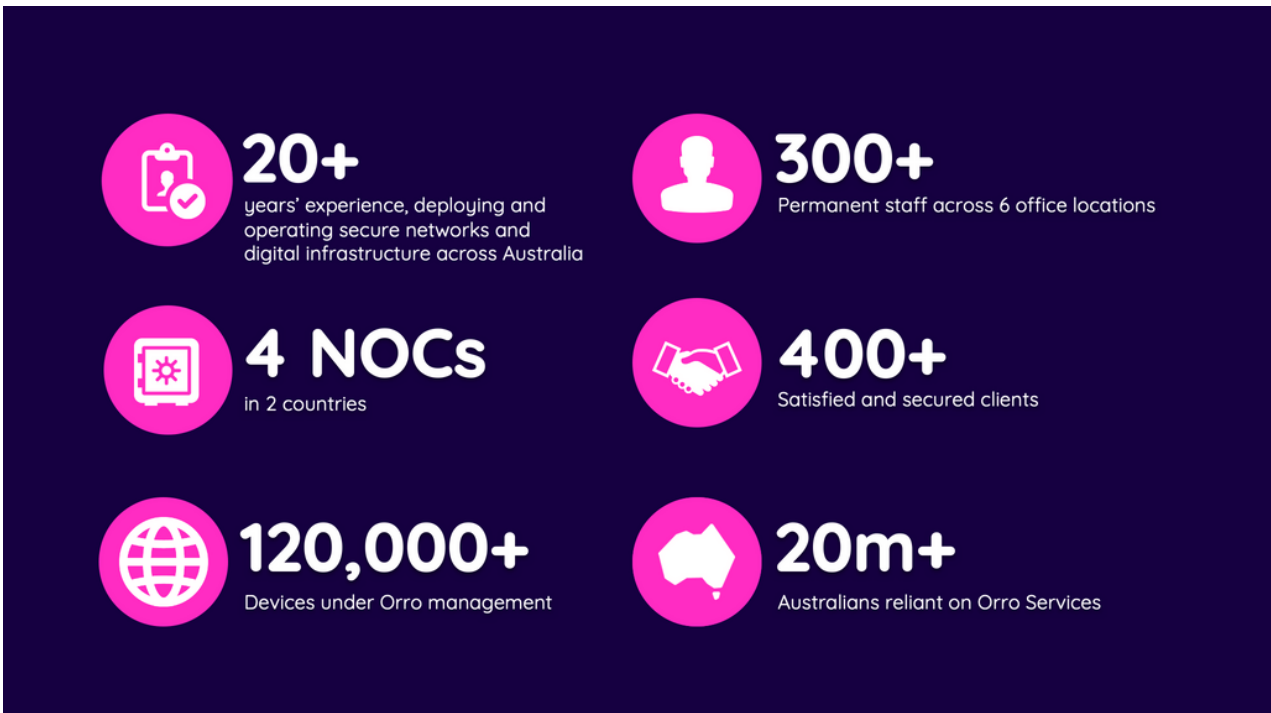 20+
years’ experience, deploying and
operating secure networks and
digital infrastructure across Australia
300+
Permanent staff across 6 office locations
4 NOCs
in 2 countries
400+
Satisfied and secured clients
120,000+
Devices under Orro management
20m+
Australians reliant on Orro Services